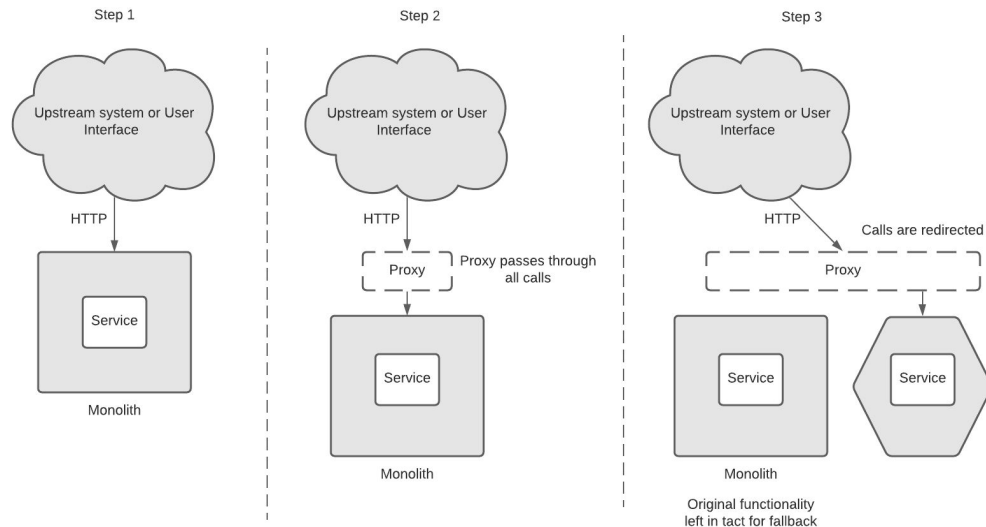 Step 1
Upstream system or User
Interface
HTTP
Service
Monolith
Step 2
Upstream system or User
Interface
HTTP
Proxy
Proxy passes through
all calls
Service
Monolith
Step 3
Upstream system or User
Interface
HTTP
Calls are redirected
Proxy
Service
Service
Monolith
Original functionality
left in tact for fallback